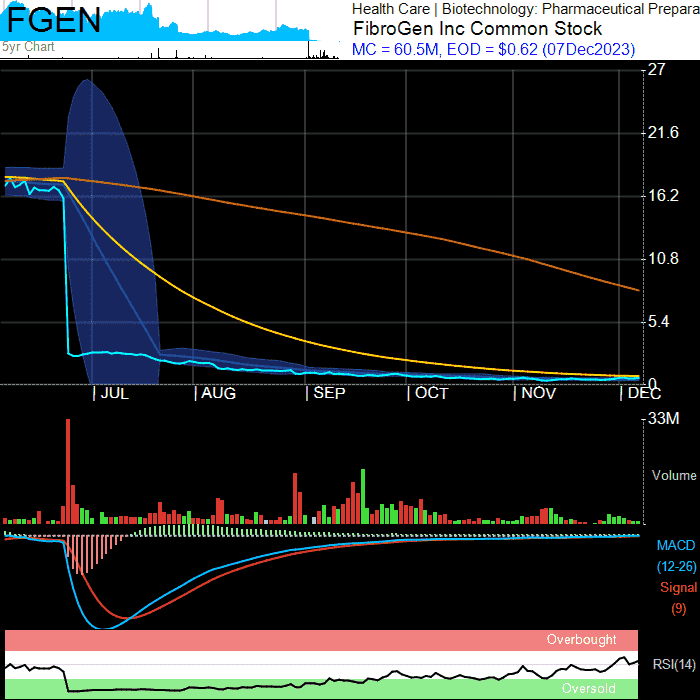 FGEN
5yr Chart
Health Care | Biotechnology: Pharmaceutical Prepara
FibroGen Inc Common Stock
MC = 60.5M, EOD = $0.62 (07Dec2023)
27
21.6
16.2
10.8
5.4
0
| JUL | AUG | SEP | OCT | NOV | DEC
33M
Volume
MACD
(12-26)
Signal
(9)
Overbought
RSI(14)
Oversold